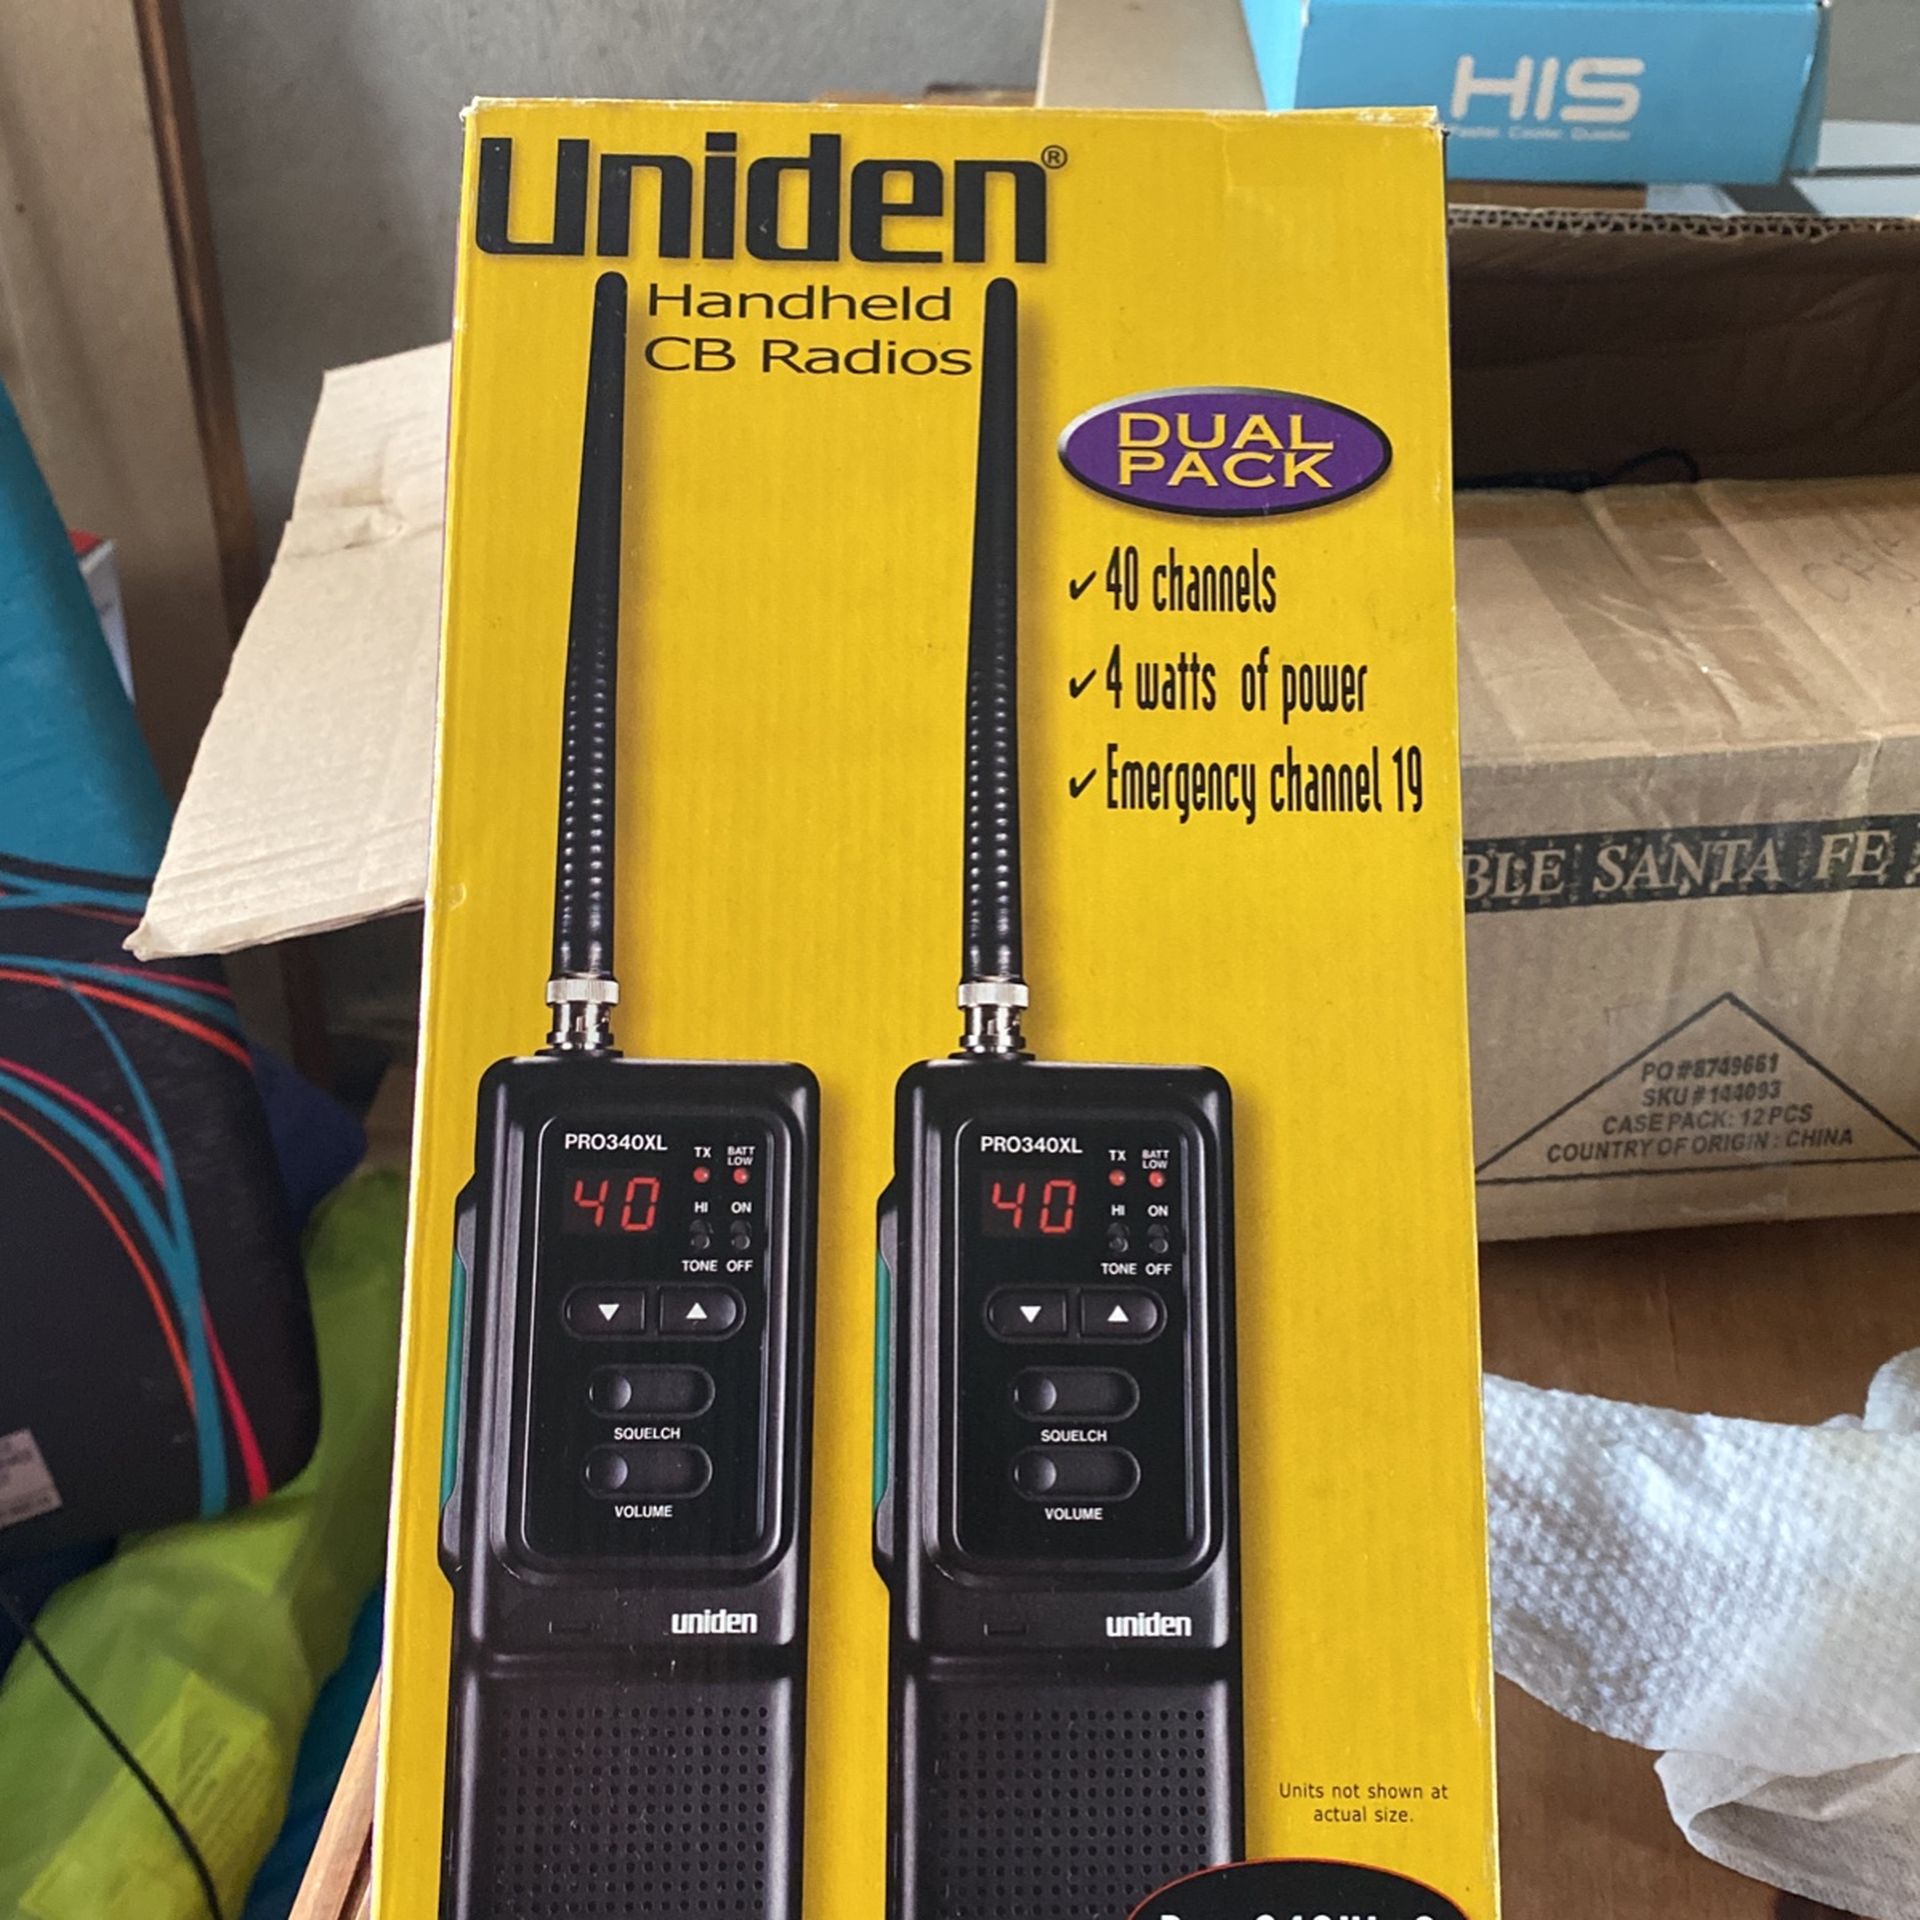 HIS
Faster. Cooler. Quieter
uniden®
Handheld
CB Radios
DUAL
PACK
✓ 40 channels
✓ 4 watts of power
✓ Emergency channel 19
BLE SANTA FE
PO#8749661
SKU#144093
CASE PACK: 12 PCS
COUNTRY OF ORIGIN: CHINA
PRO340XL
TX BATT LOW
40
HI ON
TONE OFF
SQUELCH
VOLUME
uniden
PRO340XL
TX BATT LOW
40
HI ON
TONE OFF
SQUELCH
VOLUME
uniden
Units not shown at
actual size.